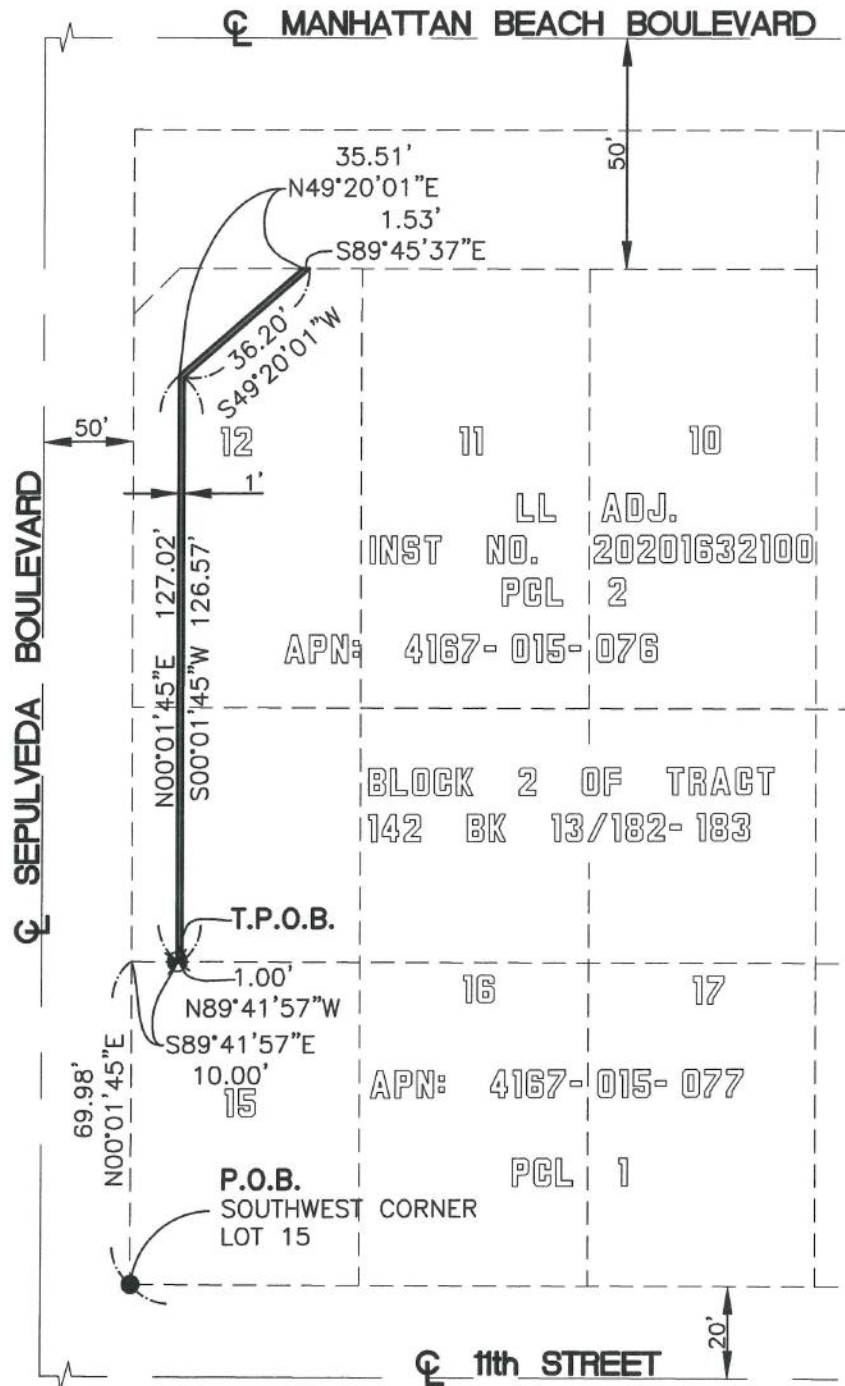 ℄ MANHATTAN BEACH BOULEVARD
35.51'
N49°20'01"E
1.53'
S89°45'37"E
50'
36.20'
S49°20'01"W
50'
12
11
10
1'
LL ADJ.
INST NO. 20201632100
PCL 2
APN: 4167-015-076
℄ SEPULVEDA BOULEVARD
N00°01'45"E 127.02'
S00°01'45"W 126.57'
BLOCK 2 OF TRACT
142 BK 13/182-183
T.P.O.B.
1.00'
N89°41'57"W
S89°41'57"E
10.00'
15
16
17
69.98'
N00°01'45"E
APN: 4167-015-077
PCL 1
P.O.B.
SOUTHWEST CORNER
LOT 15
20'
℄ 11th STREET